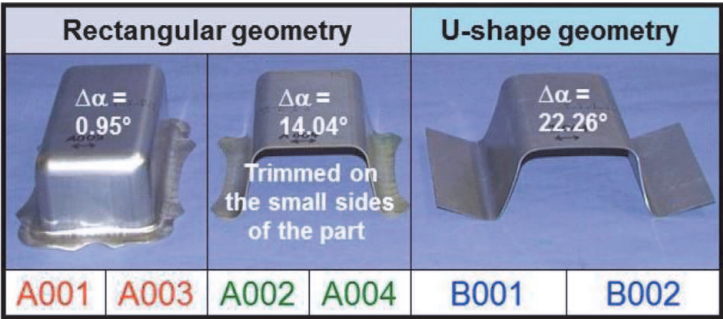 Rectangular geometry
U-shape geometry
Δα =
0.95°
A003
Δα =
14.04°
Trimmed on
the small sides
of the part
Δα =
22.26°
A001
A003
A002
A004
B001
B002